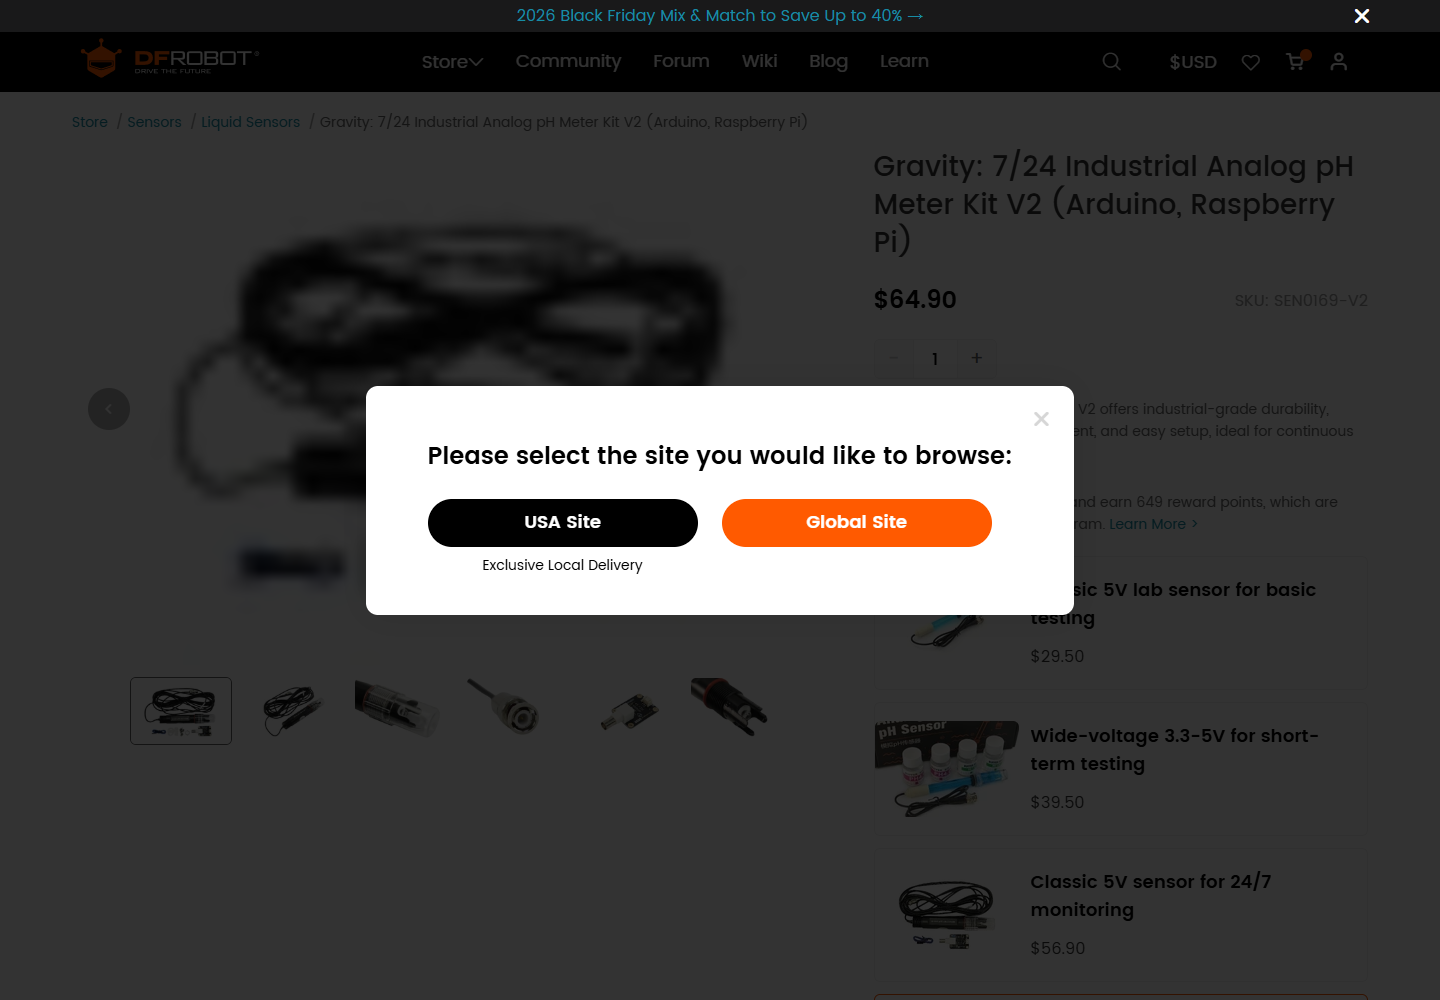 2026 Black Friday Mix & Match to Save Up to 40% →
DFROBOT
DRIVE THE FUTURE
Store
Community
Forum
Wiki
Blog
Learn
$USD
Store / Sensors / Liquid Sensors / Gravity: 7/24 Industrial Analog pH Meter Kit V2 (Arduino, Raspberry Pi)
Gravity: 7/24 Industrial Analog pH
Meter Kit V2 (Arduino, Raspberry
Pi)
$64.90
SKU: SEN0169-V2
− 1 +
V2 offers industrial-grade durability,
and easy setup, ideal for continuous
and earn 649 reward points, which are
Learn More >
Please select the site you would like to browse:
USA Site
Global Site
Exclusive Local Delivery
5V lab sensor for basic
testing
$29.50
pH Sensor
Wide-voltage 3.3-5V for short-
term testing
$39.50
Classic 5V sensor for 24/7
monitoring
$56.90